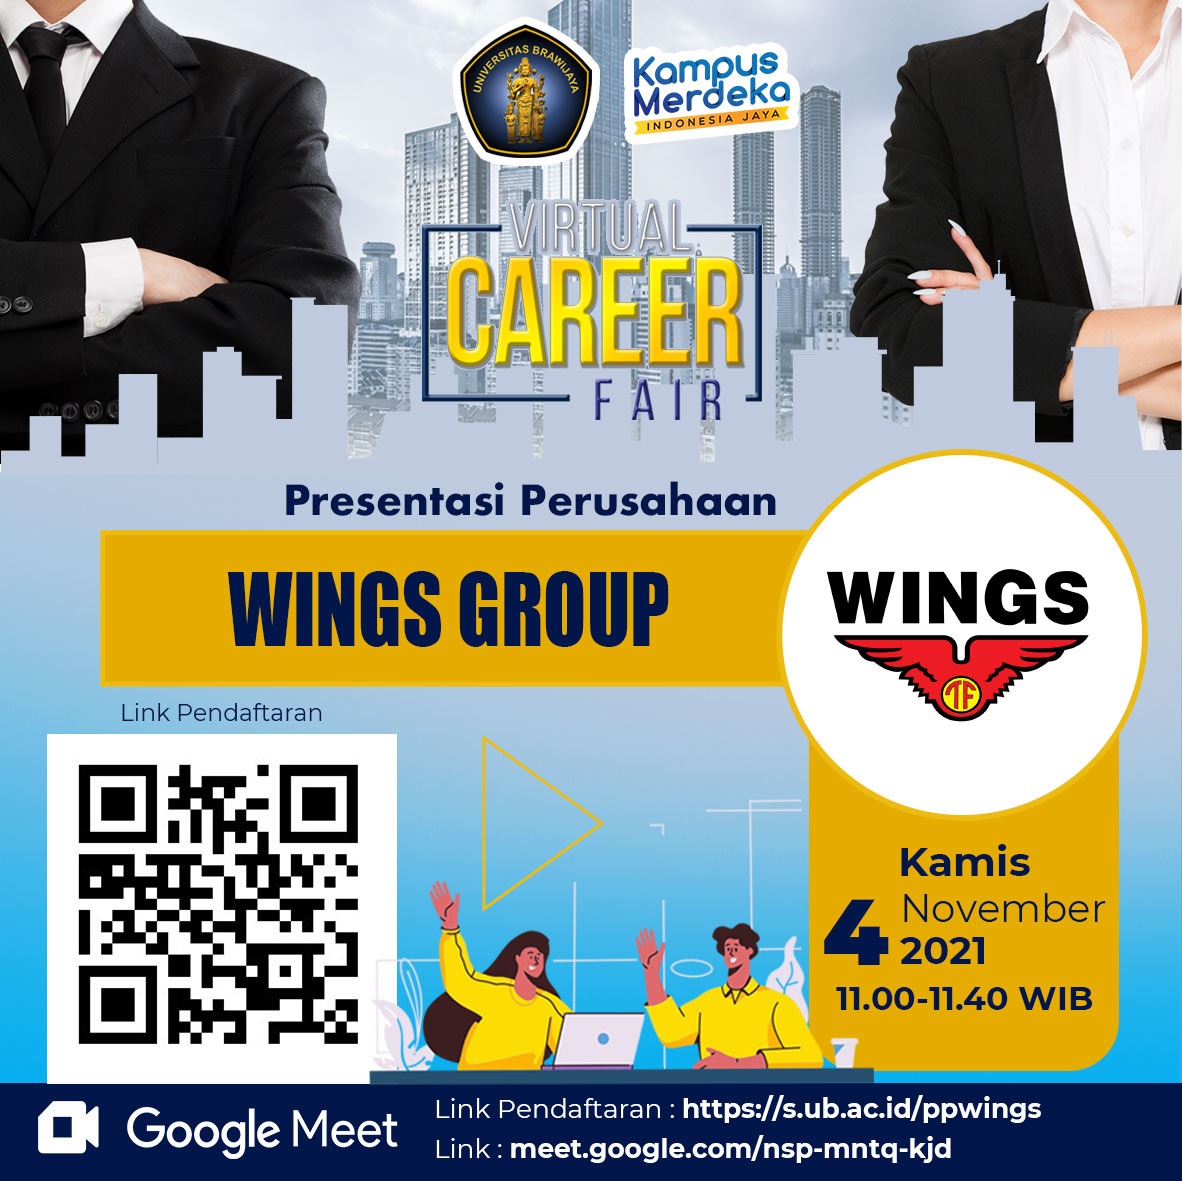 UNIVERSITAS BRAWIJAYA
Kampus
Merdeka
INDONESIA JAYA
VIRTUAL
CAREER
FAIR
Presentasi Perusahaan
WINGS GROUP
WINGS
TF
Link Pendaftaran
Kamis
4 November
2021
11.00-11.40 WIB
Google Meet
Link Pendaftaran : https://s.ub.ac.id/ppwings
Link : meet.google.com/nsp-mntq-kjd